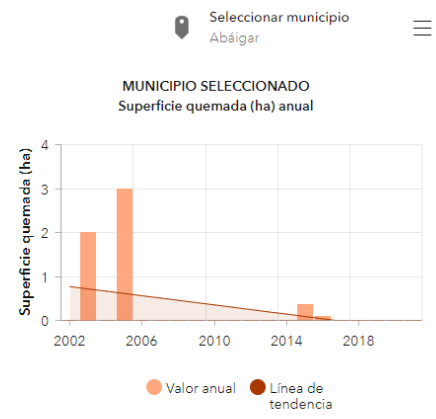 Seleccionar municipio
Abáigar
MUNICIPIO SELECCIONADO
Superficie quemada (ha) anual
Superficie quemada (ha)
4
3
2
1
0
2002 2006 2010 2014 2018
Valor anual
Línea de
tendencia